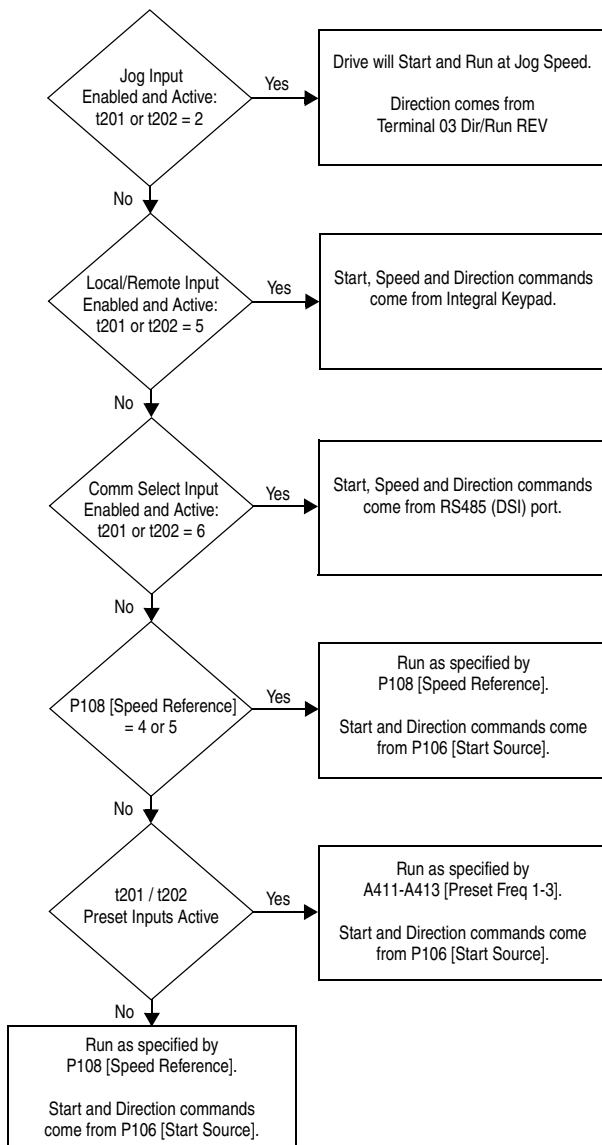 Jog Input
Enabled and Active:
t201 or t202 = 2
Yes
Drive will Start and Run at Jog Speed.
Direction comes from
Terminal 03 Dir/Run REV
No
Local/Remote Input
Enabled and Active:
t201 or t202 = 5
Yes
Start, Speed and Direction commands
come from Integral Keypad.
No
Comm Select Input
Enabled and Active:
t201 or t202 = 6
Yes
Start, Speed and Direction commands
come from RS485 (DSI) port.
No
P108 [Speed Reference]
= 4 or 5
Yes
Run as specified by
P108 [Speed Reference].
Start and Direction commands come
from P106 [Start Source].
No
t201 / t202
Preset Inputs Active
Yes
Run as specified by
A411-A413 [Preset Freq 1-3].
Start and Direction commands come
from P106 [Start Source].
No
Run as specified by
P108 [Speed Reference].
Start and Direction commands
come from P106 [Start Source].